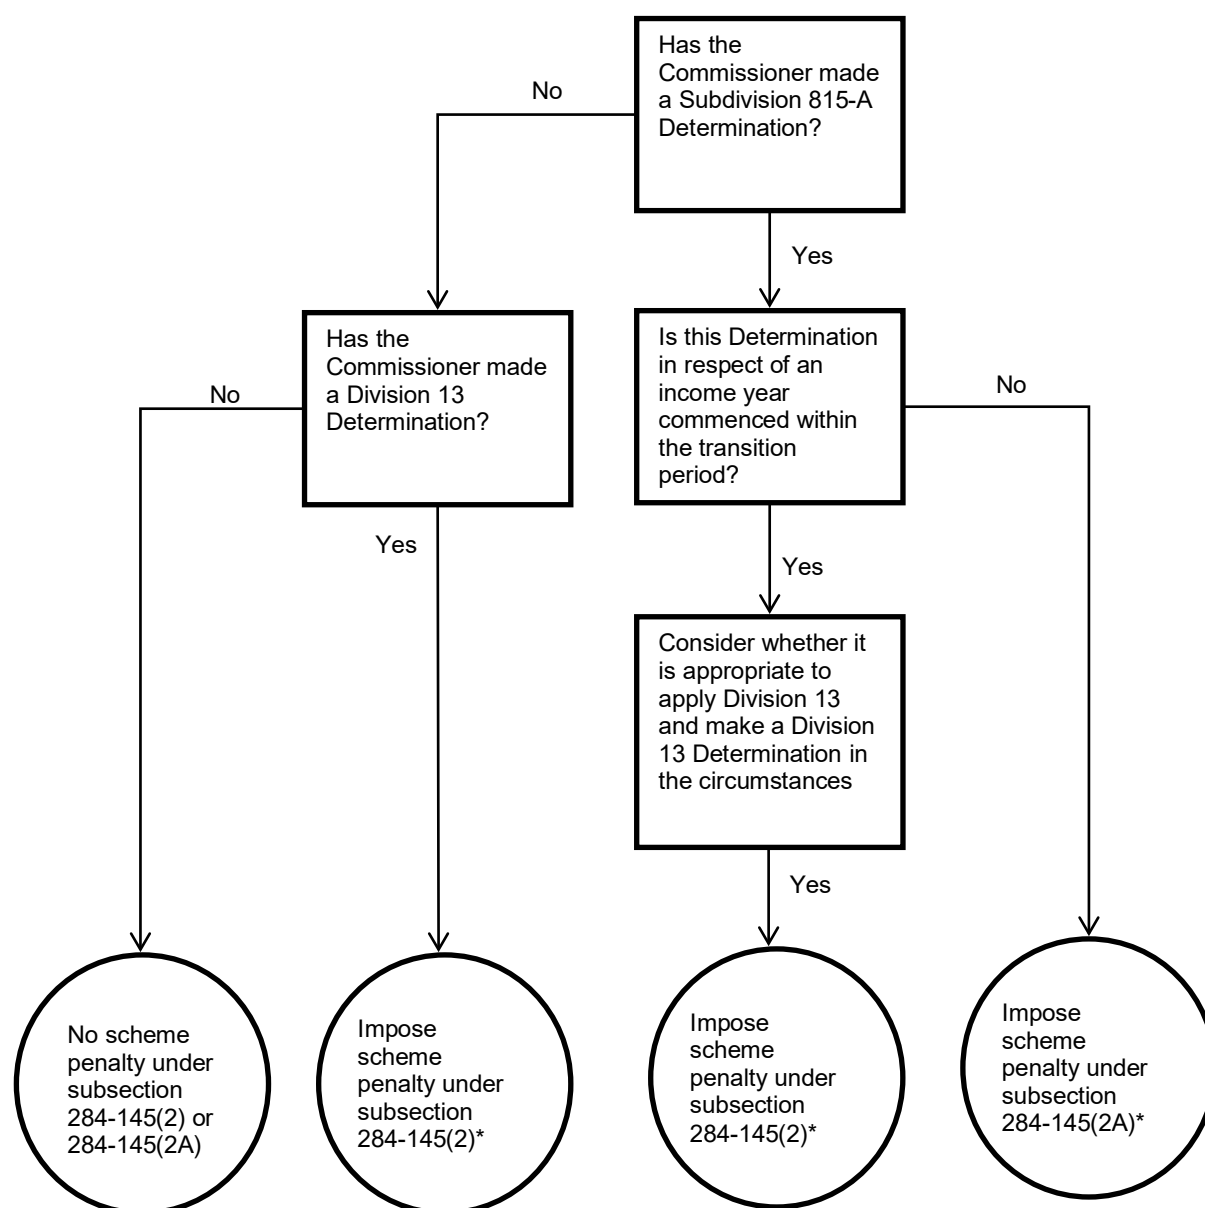 Has the
Commissioner made
a Subdivision 815-A
Determination?
No
Yes
Has the
Commissioner made
a Division 13
Determination?
Is this Determination
in respect of an
income year
commenced within
the transition
period?
No
No
Yes
Yes
Consider whether it
is appropriate to
apply Division 13
and make a Division
13 Determination in
the circumstances
Yes
No scheme
penalty under
subsection
284-145(2) or
284-145(2A)
Impose
scheme
penalty under
subsection
284-145(2)*
Impose
scheme
penalty under
subsection
284-145(2)*
Impose
scheme
penalty under
subsection
284-145(2A)*